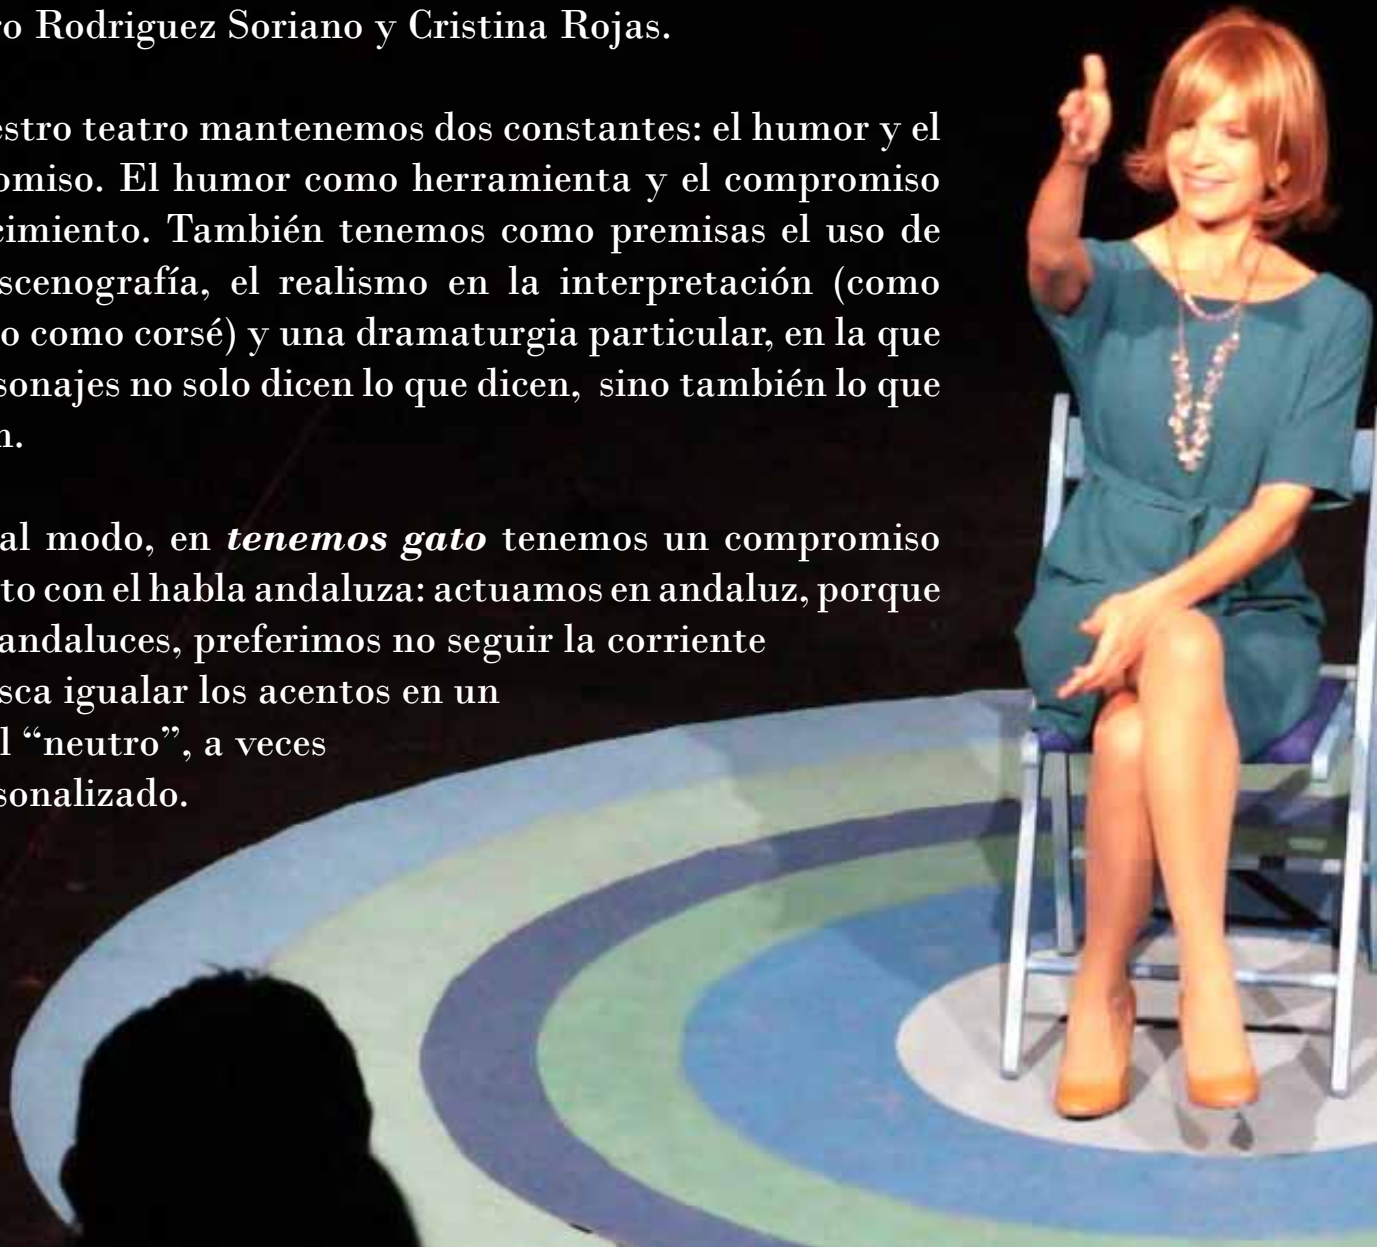 ro Rodriguez Soriano y Cristina Rojas.
estro teatro mantenemos dos constantes: el humor y el
omiso. El humor como herramienta y el compromiso
cimiento. También tenemos como premisas el uso de
scenografía, el realismo en la interpretación (como
o como corsé) y una dramaturgia particular, en la que
sonajes no solo dicen lo que dicen, sino también lo que
n.
al modo, en tenemos gato tenemos un compromiso
to con el habla andaluza: actuamos en andaluz, porque
andaluces, preferimos no seguir la corriente
sca igualar los acentos en un
l “neutro”, a veces
sonalizado.